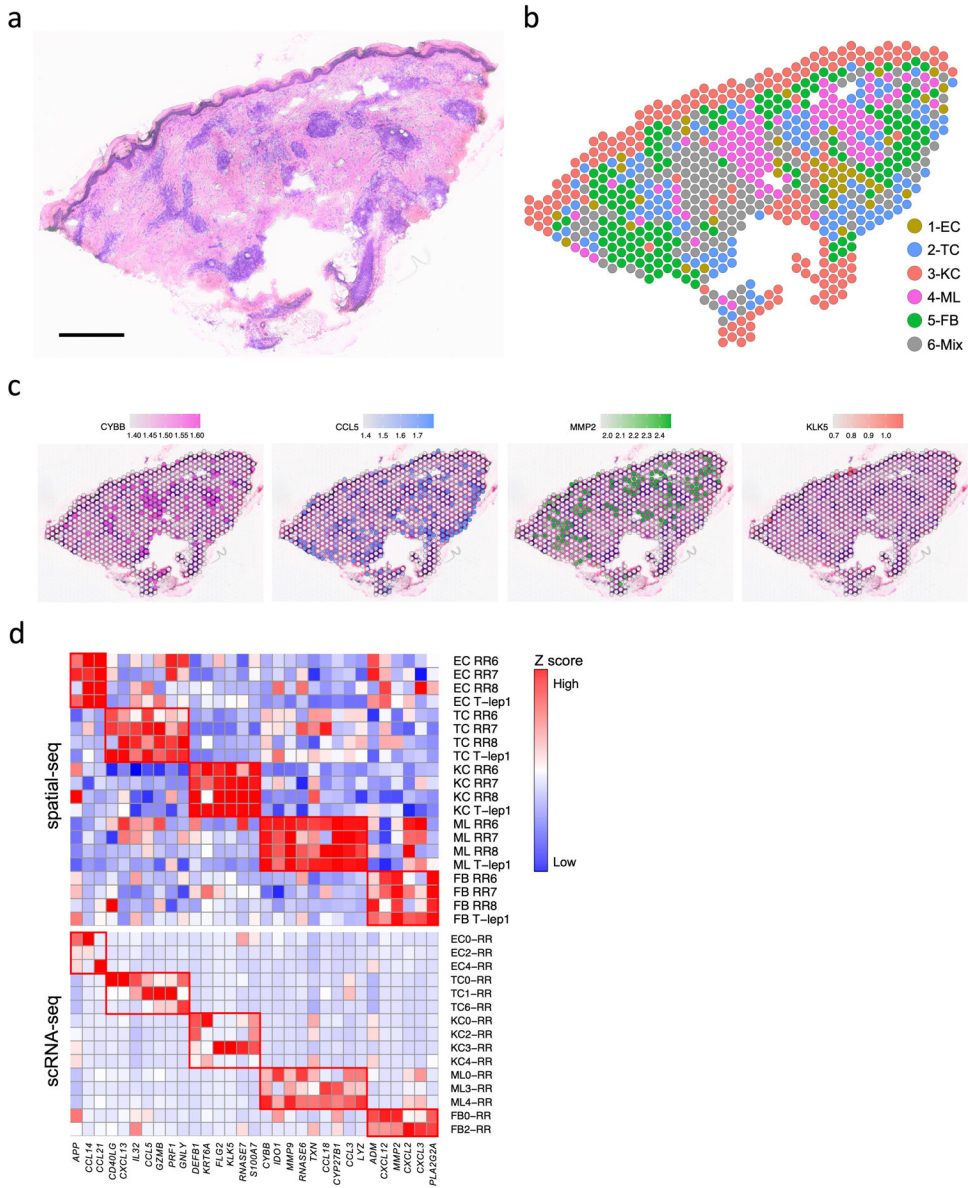 a
b
1-EC
2-TC
3-KC
4-ML
5-FB
6-Mix
c
CYBB
1.40 1.45 1.50 1.55 1.60
CCL5
1.4 1.5 1.6 1.7
MMP2
2.0 2.1 2.2 2.3 2.4
KLK5
0.7 0.8 0.9 1.0
d
spatial-seq
EC RR6
EC RR7
EC RR8
EC T-lep1
TC RR6
TC RR7
TC RR8
TC T-lep1
KC RR6
KC RR7
KC RR8
KC T-lep1
ML RR6
ML RR7
ML RR8
ML T-lep1
FB RR6
FB RR7
FB RR8
FB T-lep1
Z score
High
Low
scRNA-seq
EC0-RR
EC2-RR
EC4-RR
TC0-RR
TC1-RR
TC6-RR
KC0-RR
KC2-RR
KC3-RR
KC4-RR
ML0-RR
ML3-RR
ML4-RR
FB0-RR
FB2-RR
APP
CCL14
CCL21
CD40LG
CXCL13
IL32
CCL5
GZMB
PRF1
GNLY
DEFB1
KRT6A
FLG2
KLK5
RNASE7
S100A7
CYBB
IDO1
MMP9
RNASE6
TXN
CCL18
CYP27B1
CCL3
LYZ
ADM
CXCL12
MMP2
CXCL2
CXCL3
PLA2G2A